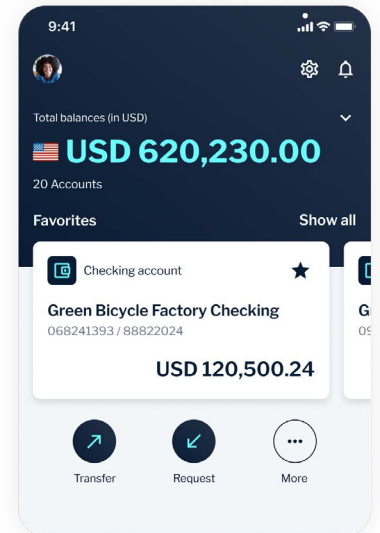 9:41
Total balances (in USD)
USD 620,230.00
20 Accounts
Favorites Show all
Checking account
Green Bicycle Factory Checking G
068241393 / 88822024 09
USD 120,500.24
Transfer Request More